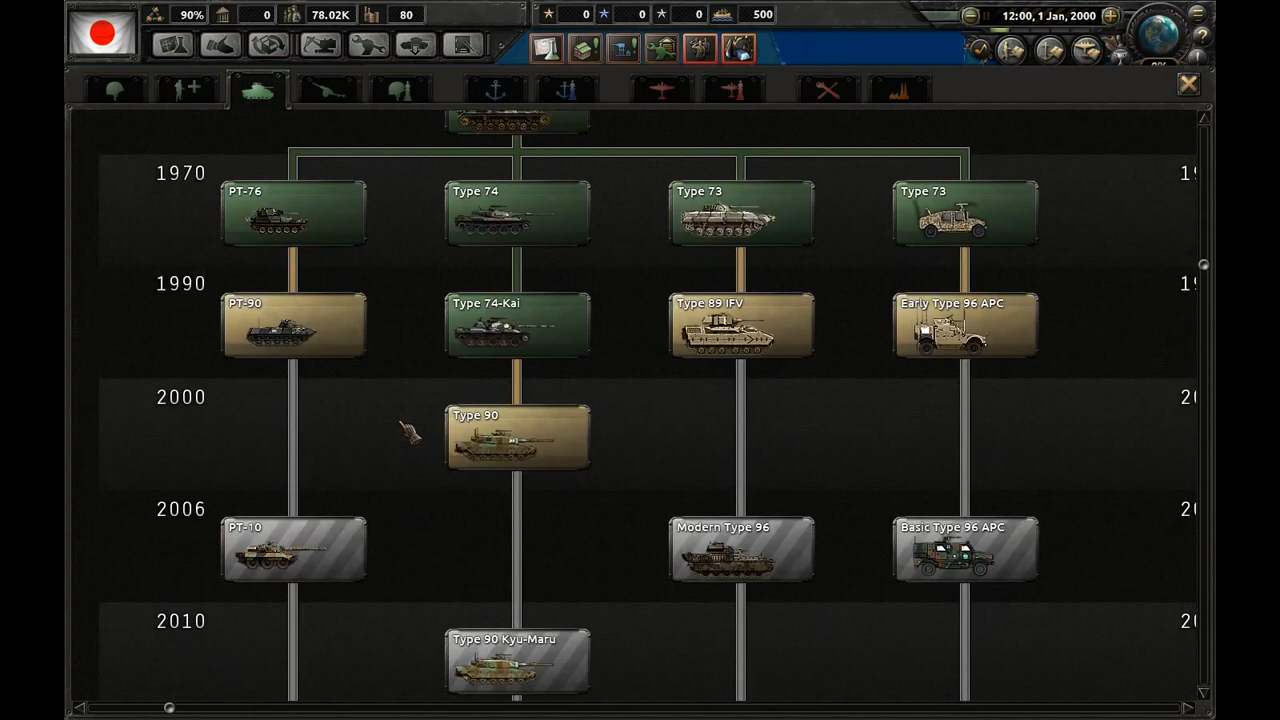 90% 0 78.02K 80 0 0 0 500 12:00, 1 Jan, 2000
1970
PT-76 Type 74 Type 73 Type 73
1990
PT-90 Type 74-Kai Type 89 IFV Early Type 96 APC
2000
Type 90
2006
PT-10 Modern Type 96 Basic Type 96 APC
2010
Type 90 Kyu-Maru